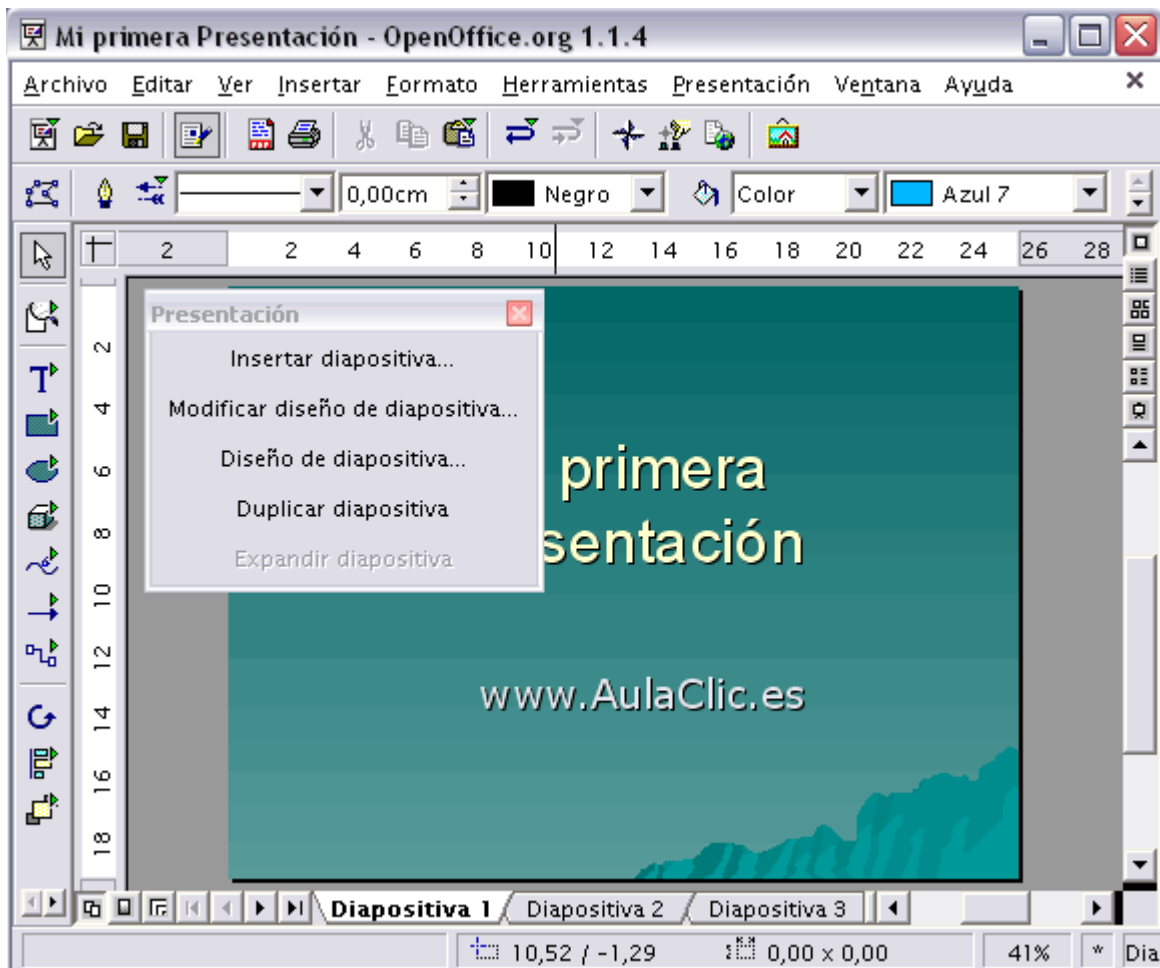 Mi primera Presentación - OpenOffice.org 1.1.4
Archivo Editar Ver Insertar Formato Herramientas Presentación Ventana Ayuda
0,00cm Negro Color Azul 7
2 2 4 6 8 10 12 14 16 18 20 22 24 26 28
Presentación
Insertar diapositiva...
Modificar diseño de diapositiva...
Diseño de diapositiva...
Duplicar diapositiva
Expandir diapositiva
2
4
6
8
10
12
14
16
18
primera
sentación
www.AulaClic.es
Diapositiva 1 Diapositiva 2 Diapositiva 3
10,52 / -1,29 0,00 x 0,00 41% * Dia